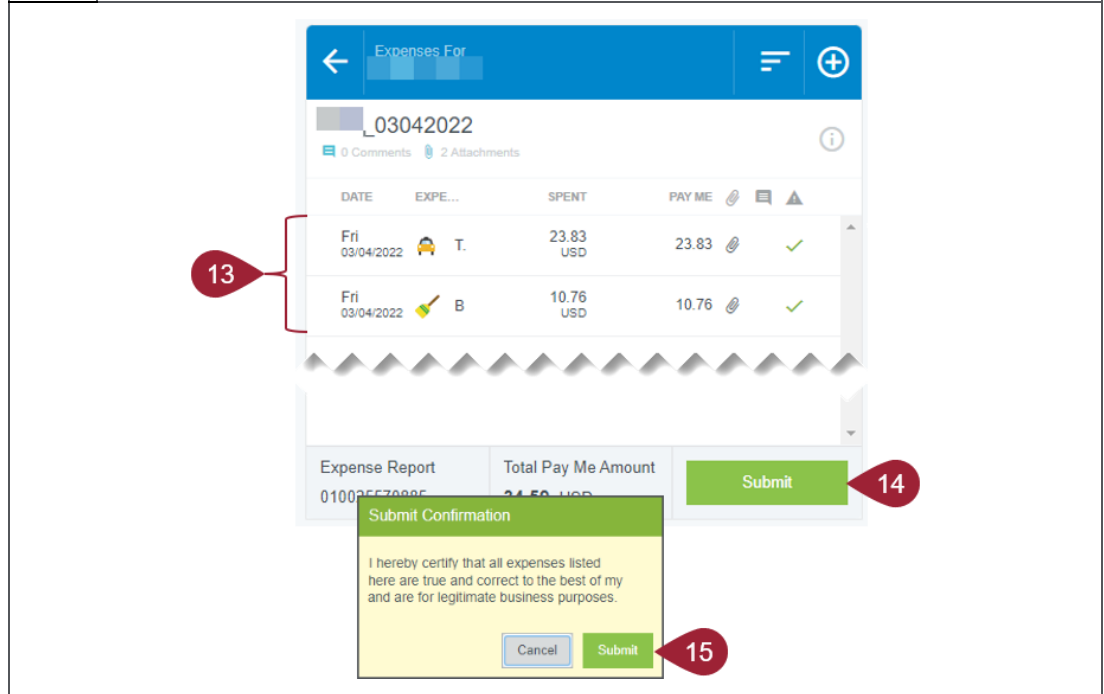 Expenses For
_03042022
0 Comments 2 Attachments
DATE EXPE... SPENT PAY ME
Fri
03/04/2022 T. 23.83 USD 23.83
Fri
03/04/2022 B 10.76 USD 10.76
13
Expense Report Total Pay Me Amount Submit 14
Submit Confirmation
I hereby certify that all expenses listed
here are true and correct to the best of my
and are for legitimate business purposes.
Cancel Submit 15